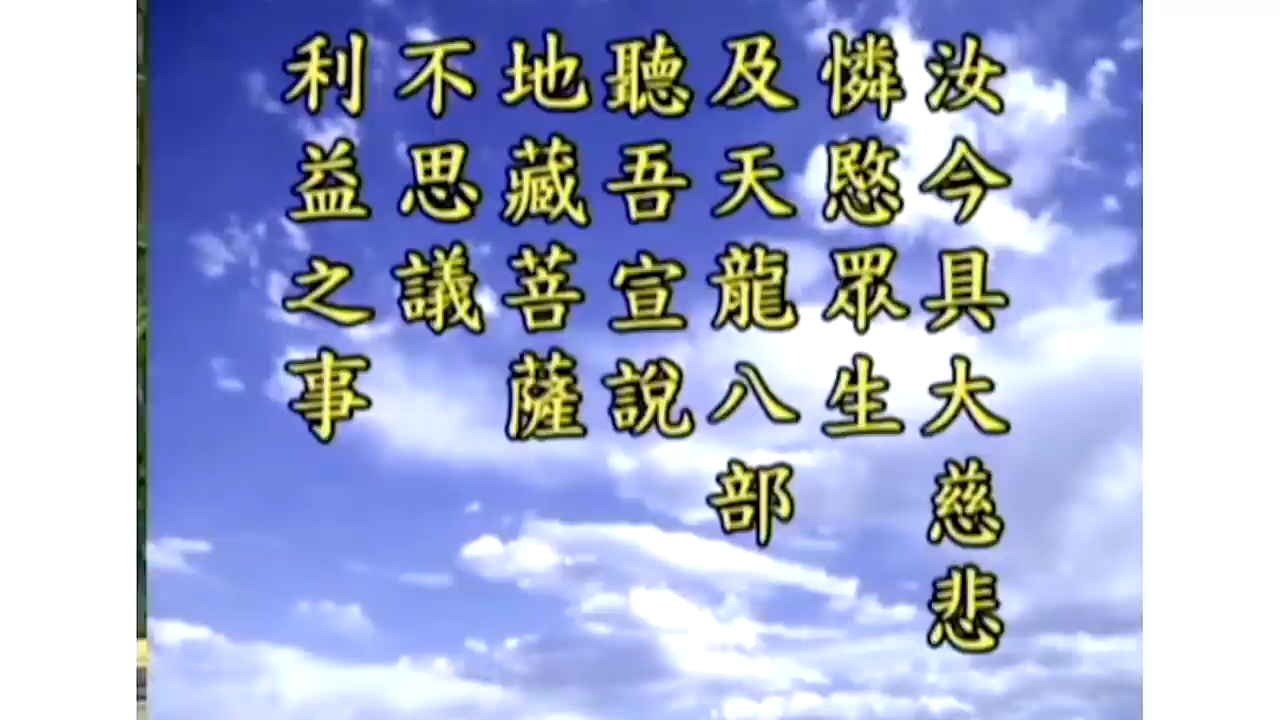 汝今具大慈悲
憐愍眾生
及天龍八部
聽吾宣說
地藏菩薩
不思議
利益之事